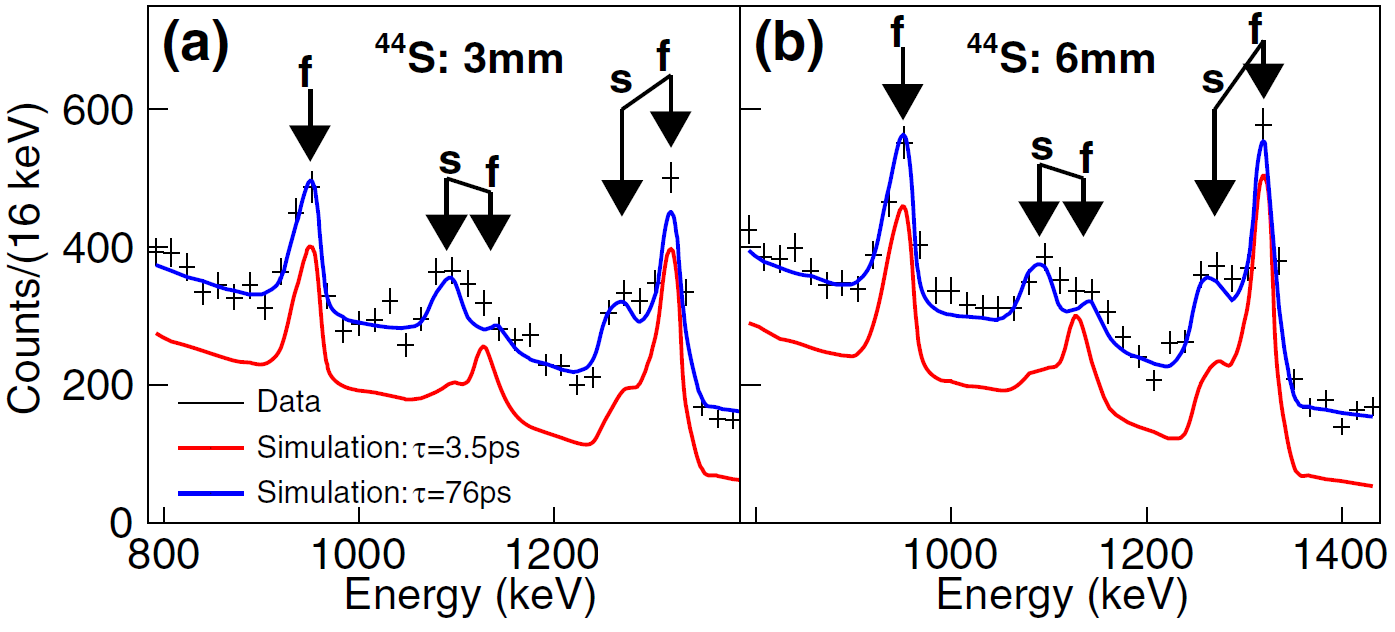 (a)
⁴⁴S: 3mm
f
s
f
s
f
(b)
⁴⁴S: 6mm
f
s
f
s
f
Counts/(16 keV)
600
400
200
0
Data
Simulation: τ=3.5ps
Simulation: τ=76ps
800
1000
1200
1000
1200
1400
Energy (keV)
Energy (keV)